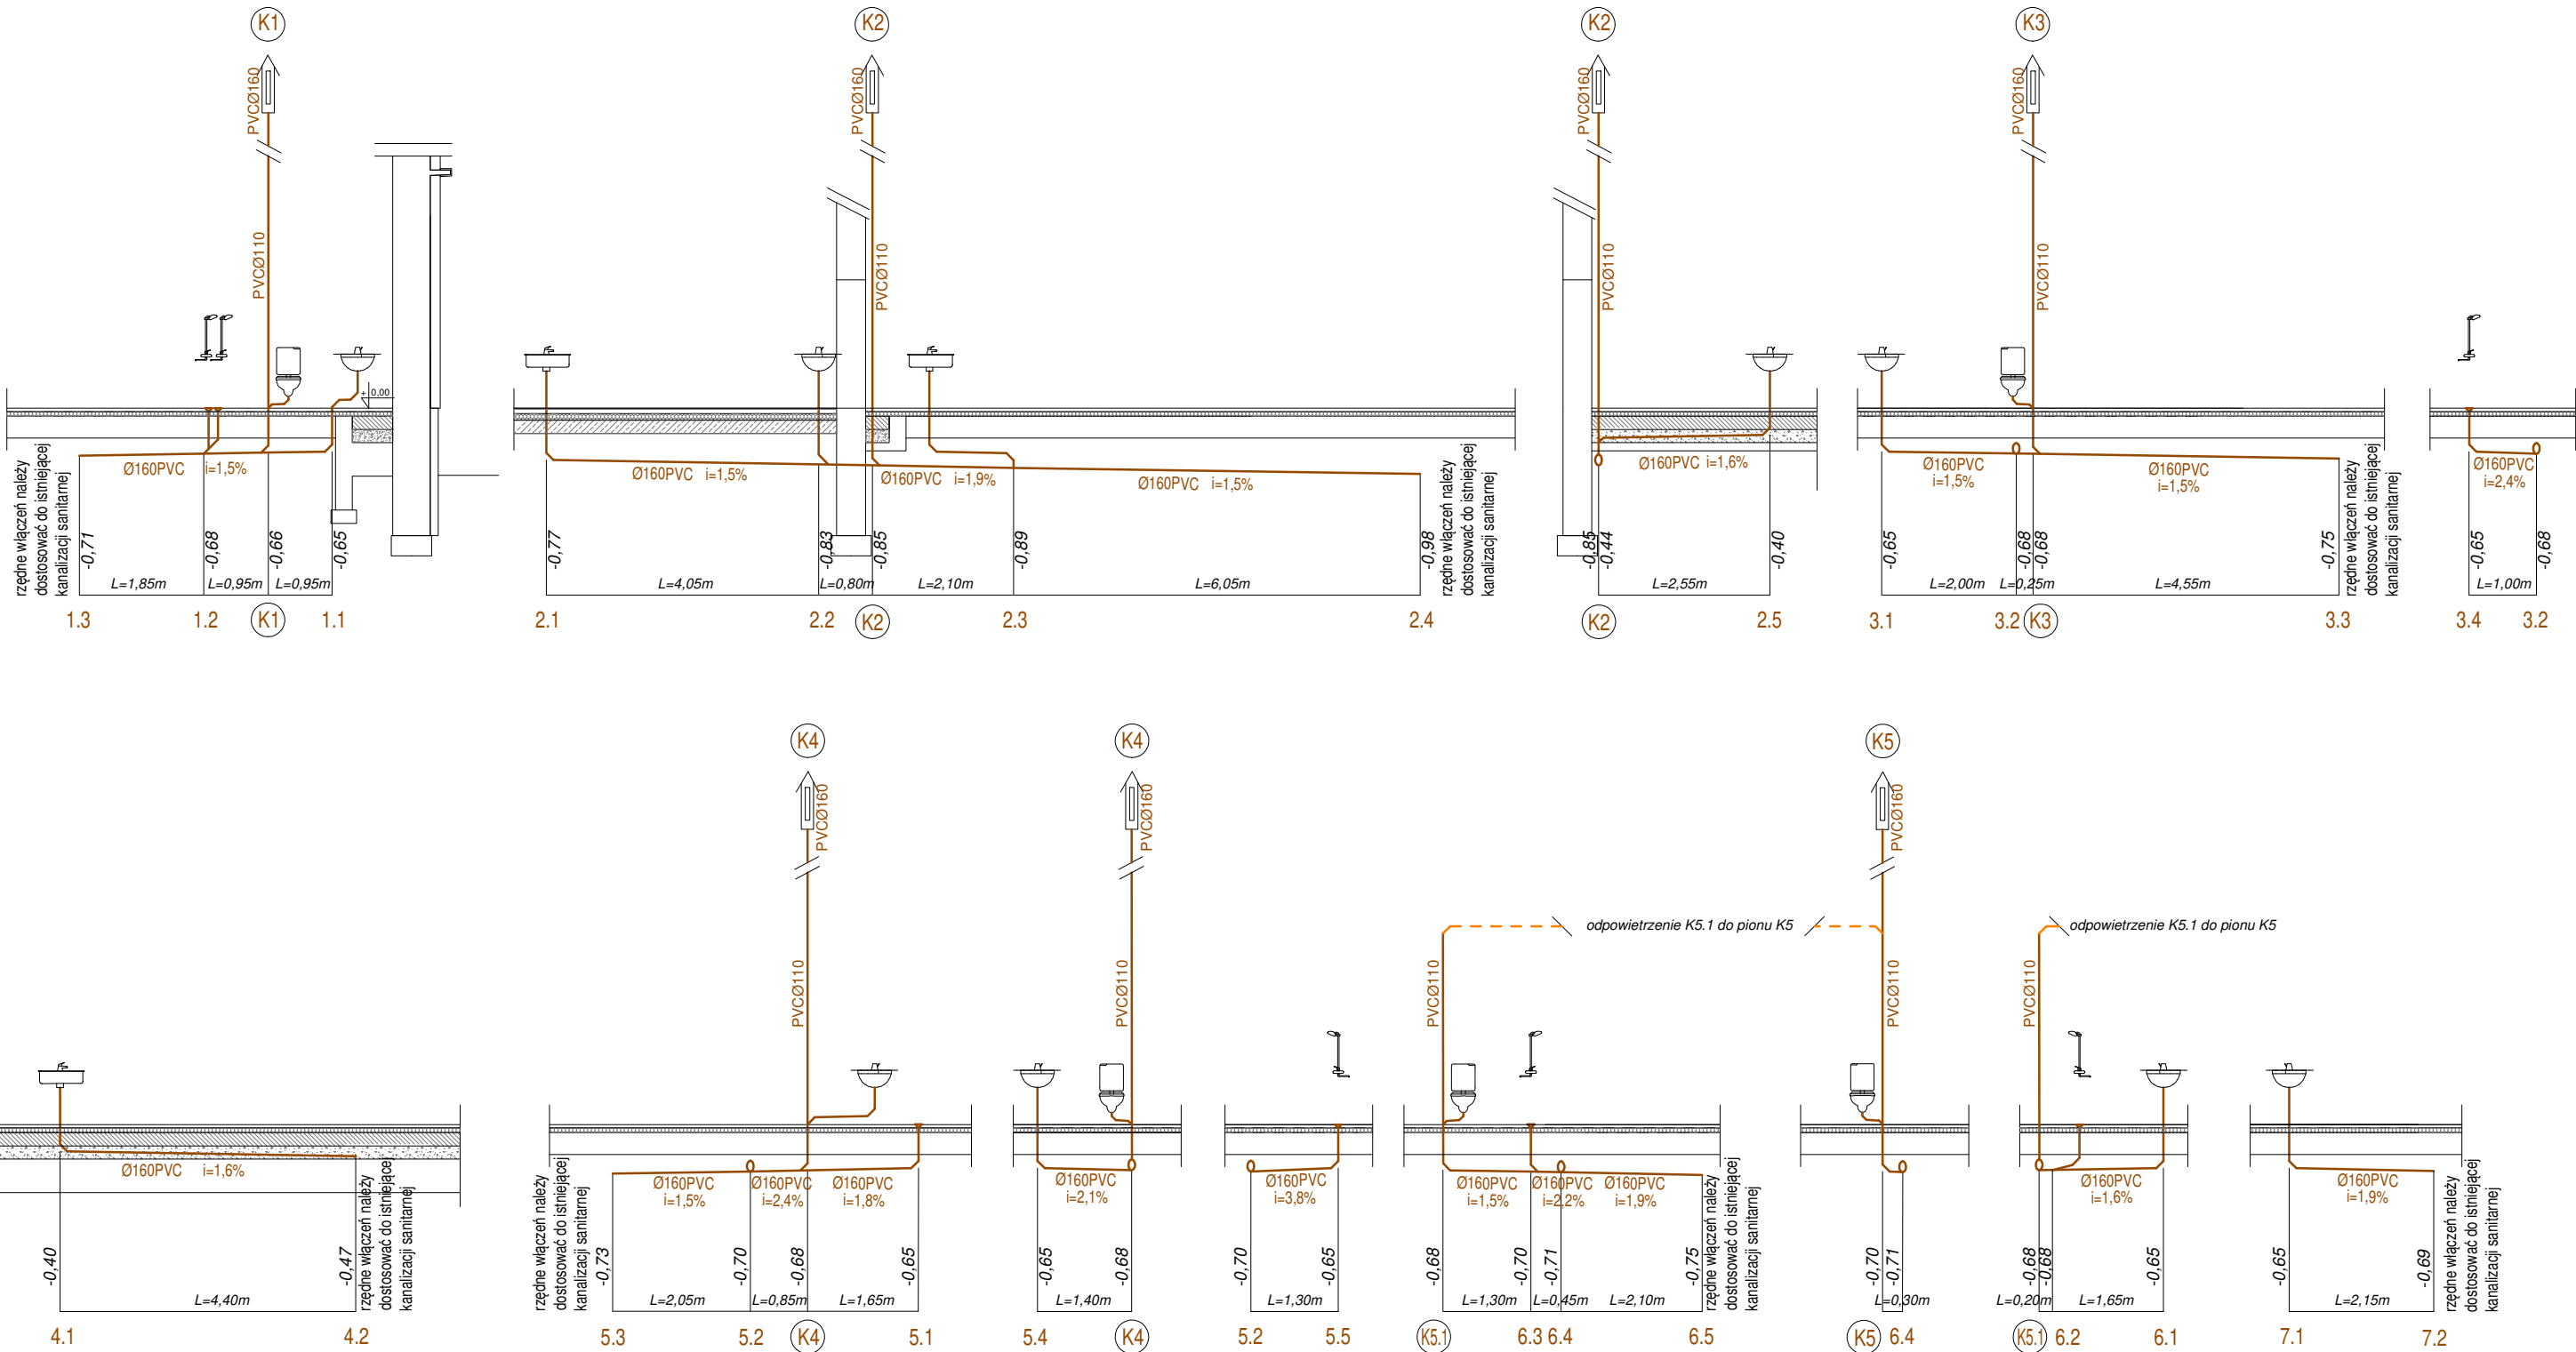 K1
K2
K2
K3
PVCØ160
PVCØ160
PVCØ160
PVCØ160
PVCØ110
PVCØ110
PVCØ110
PVCØ110
+ 0,00
rzędne włączeń należy
dostosować do istniejącej
kanalizacji sanitarnej
Ø160PVC i=1,5%
-0,71
-0,68
-0,66
-0,65
L=1,85m
L=0,95m
L=0,95m
1.3
1.2
K1
1.1
Ø160PVC i=1,5%
Ø160PVC i=1,9%
Ø160PVC i=1,5%
-0,77
-0,83
-0,85
-0,89
-0,98
L=4,05m
L=0,80m
L=2,10m
L=6,05m
rzędne włączeń należy
dostosować do istniejącej
kanalizacji sanitarnej
2.1
2.2
K2
2.3
2.4
Ø160PVC i=1,6%
-0,85
-0,44
-0,40
L=2,55m
K2
2.5
Ø160PVC
i=1,5%
Ø160PVC
i=1,5%
-0,65
-0,68
-0,68
-0,75
L=2,00m
L=0,25m
L=4,55m
rzędne włączeń należy
dostosować do istniejącej
kanalizacji sanitarnej
3.1
3.2
K3
3.3
Ø160PVC
i=2,4%
-0,65
-0,68
L=1,00m
3.4
3.2
K4
K4
K5
PVCØ160
PVCØ160
PVCØ160
odpowietrzenie K5.1 do pionu K5
odpowietrzenie K5.1 do pionu K5
PVCØ110
PVCØ110
PVCØ110
PVCØ110
PVCØ110
Ø160PVC i=1,6%
-0,40
-0,47
L=4,40m
rzędne włączeń należy
dostosować do istniejącej
kanalizacji sanitarnej
4.1
4.2
rzędne włączeń należy
dostosować do istniejącej
kanalizacji sanitarnej
Ø160PVC
i=1,5%
Ø160PVC
i=2,4%
Ø160PVC
i=1,8%
-0,73
-0,70
-0,68
-0,65
L=2,05m
L=0,85m
L=1,65m
5.3
5.2
K4
5.1
Ø160PVC
i=2,1%
-0,65
-0,68
L=1,40m
5.4
K4
Ø160PVC
i=3,8%
-0,70
-0,65
L=1,30m
5.2
5.5
Ø160PVC
i=1,5%
Ø160PVC
i=2,2%
Ø160PVC
i=1,9%
-0,68
-0,70
-0,71
-0,75
L=1,30m
L=0,45m
L=2,10m
rzędne włączeń należy
dostosować do istniejącej
kanalizacji sanitarnej
K5.1
6.3
6.4
6.5
-0,70
-0,71
L=0,30m
K5
6.4
Ø160PVC
i=1,6%
-0,68
-0,68
-0,65
L=0,20m
L=1,65m
K5.1
6.2
6.1
Ø160PVC
i=1,9%
-0,65
-0,69
L=2,15m
rzędne włączeń należy
dostosować do istniejącej
kanalizacji sanitarnej
7.1
7.2